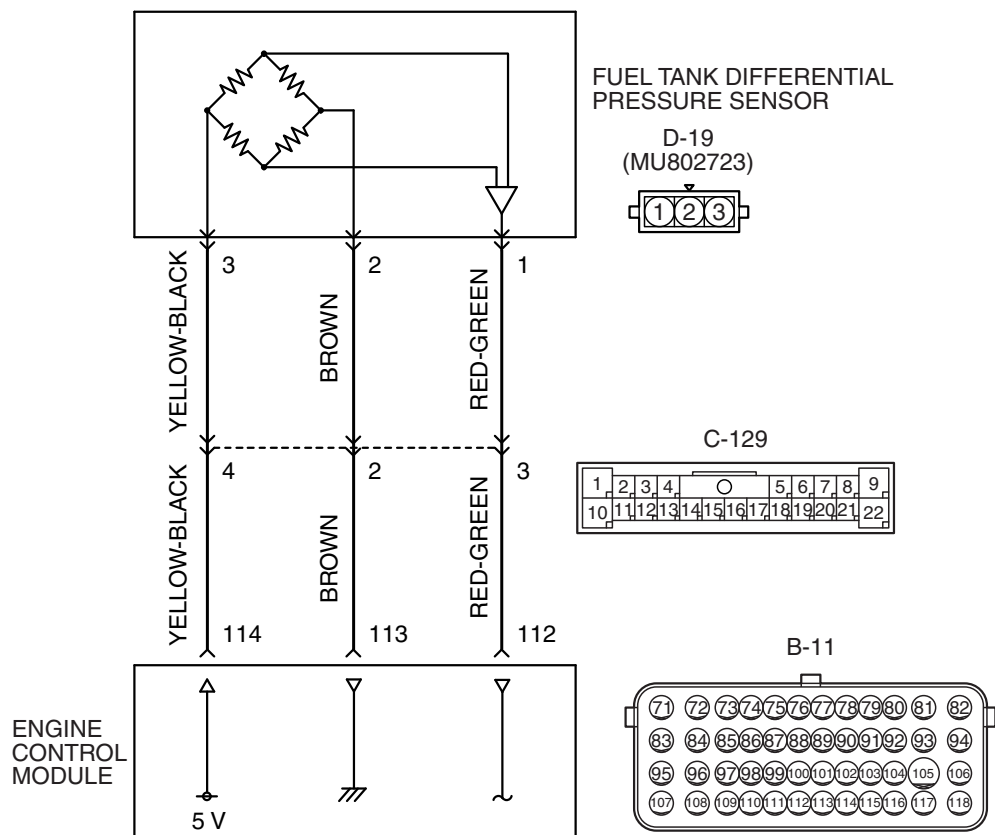 FUEL TANK DIFFERENTIAL
PRESSURE SENSOR
D-19
(MU802723)
1 2 3
3 2 1
YELLOW-BLACK BROWN RED-GREEN
4 2 3
C-129
1 2 3 4 5 6 7 8 9
10 11 12 13 14 15 16 17 18 19 20 21 22
YELLOW-BLACK BROWN RED-GREEN
114 113 112
ENGINE
CONTROL
MODULE
5 V
B-11
71 72 73 74 75 76 77 78 79 80 81 82
83 84 85 86 87 88 89 90 91 92 93 94
95 96 97 98 99 100 101 102 103 104 105 106
107 108 109 110 111 112 113 114 115 116 117 118